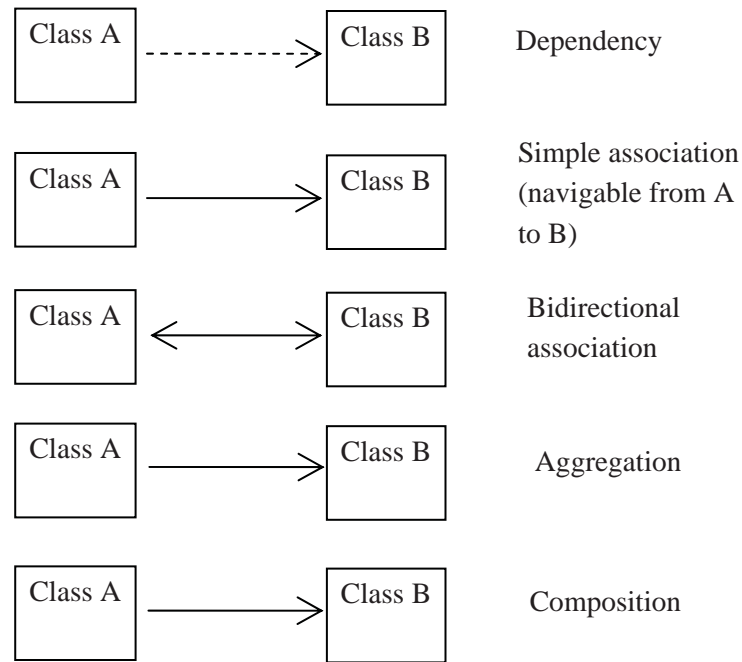 Class A
Class B
Dependency
Class A
Class B
Simple association
(navigable from A
to B)
Class A
Class B
Bidirectional
association
Class A
Class B
Aggregation
Class A
Class B
Composition